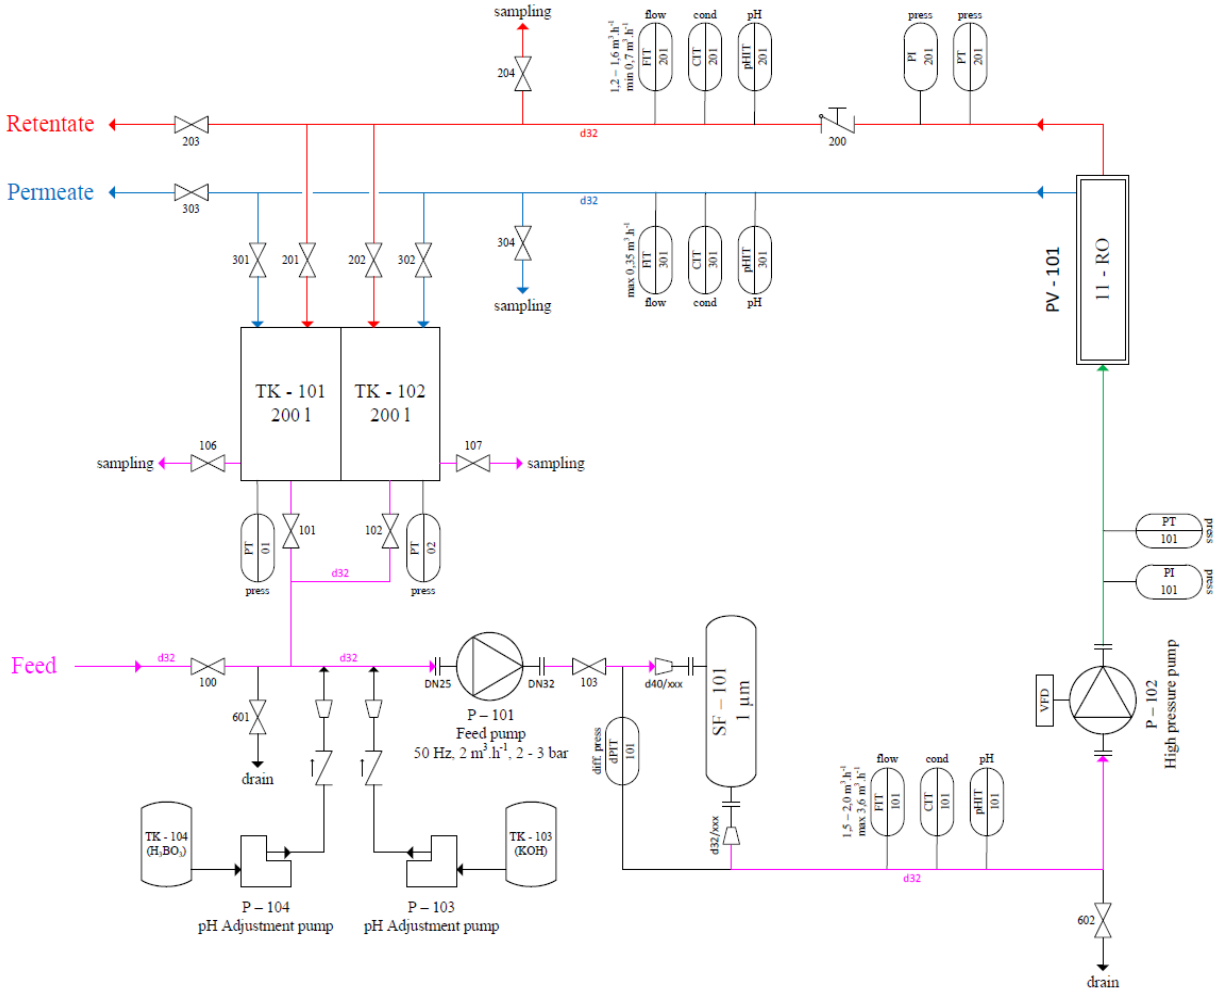 sampling
flow
cond
pH
press
press
1,2 – 1,6 m³.h⁻¹
min 0,7 m³.h⁻¹
FIT
201
CIT
201
pHIT
201
PI
201
PT
201
204
Retentate
203
d32
200
Permeate
303
d32
301
201
202
302
304
sampling
max 0,35 m³.h⁻¹
FIT
301
CIT
301
pHIT
301
flow
cond
pH
PV - 101
11 - RO
TK - 101
200 l
TK - 102
200 l
106
sampling
107
sampling
101
102
PT
01
PT
02
d32
press
press
PT
101
press
PI
101
press
Feed
d32
100
d32
DN25
DN32
103
d40/xxx
P – 101
Feed pump
50 Hz, 2 m³.h⁻¹, 2 - 3 bar
SF – 101
1 µm
601
drain
diff, press
dPIT
101
VFD
P – 102
High pressure pump
d32/xxx
flow
cond
pH
1,5 – 2,0 m³.h⁻¹
max 3,6 m³.h⁻¹
FIT
101
CIT
101
pHIT
101
d32
TK - 104
(H₃BO₃)
TK - 103
(KOH)
P – 104
pH Adjustment pump
P – 103
pH Adjustment pump
602
drain